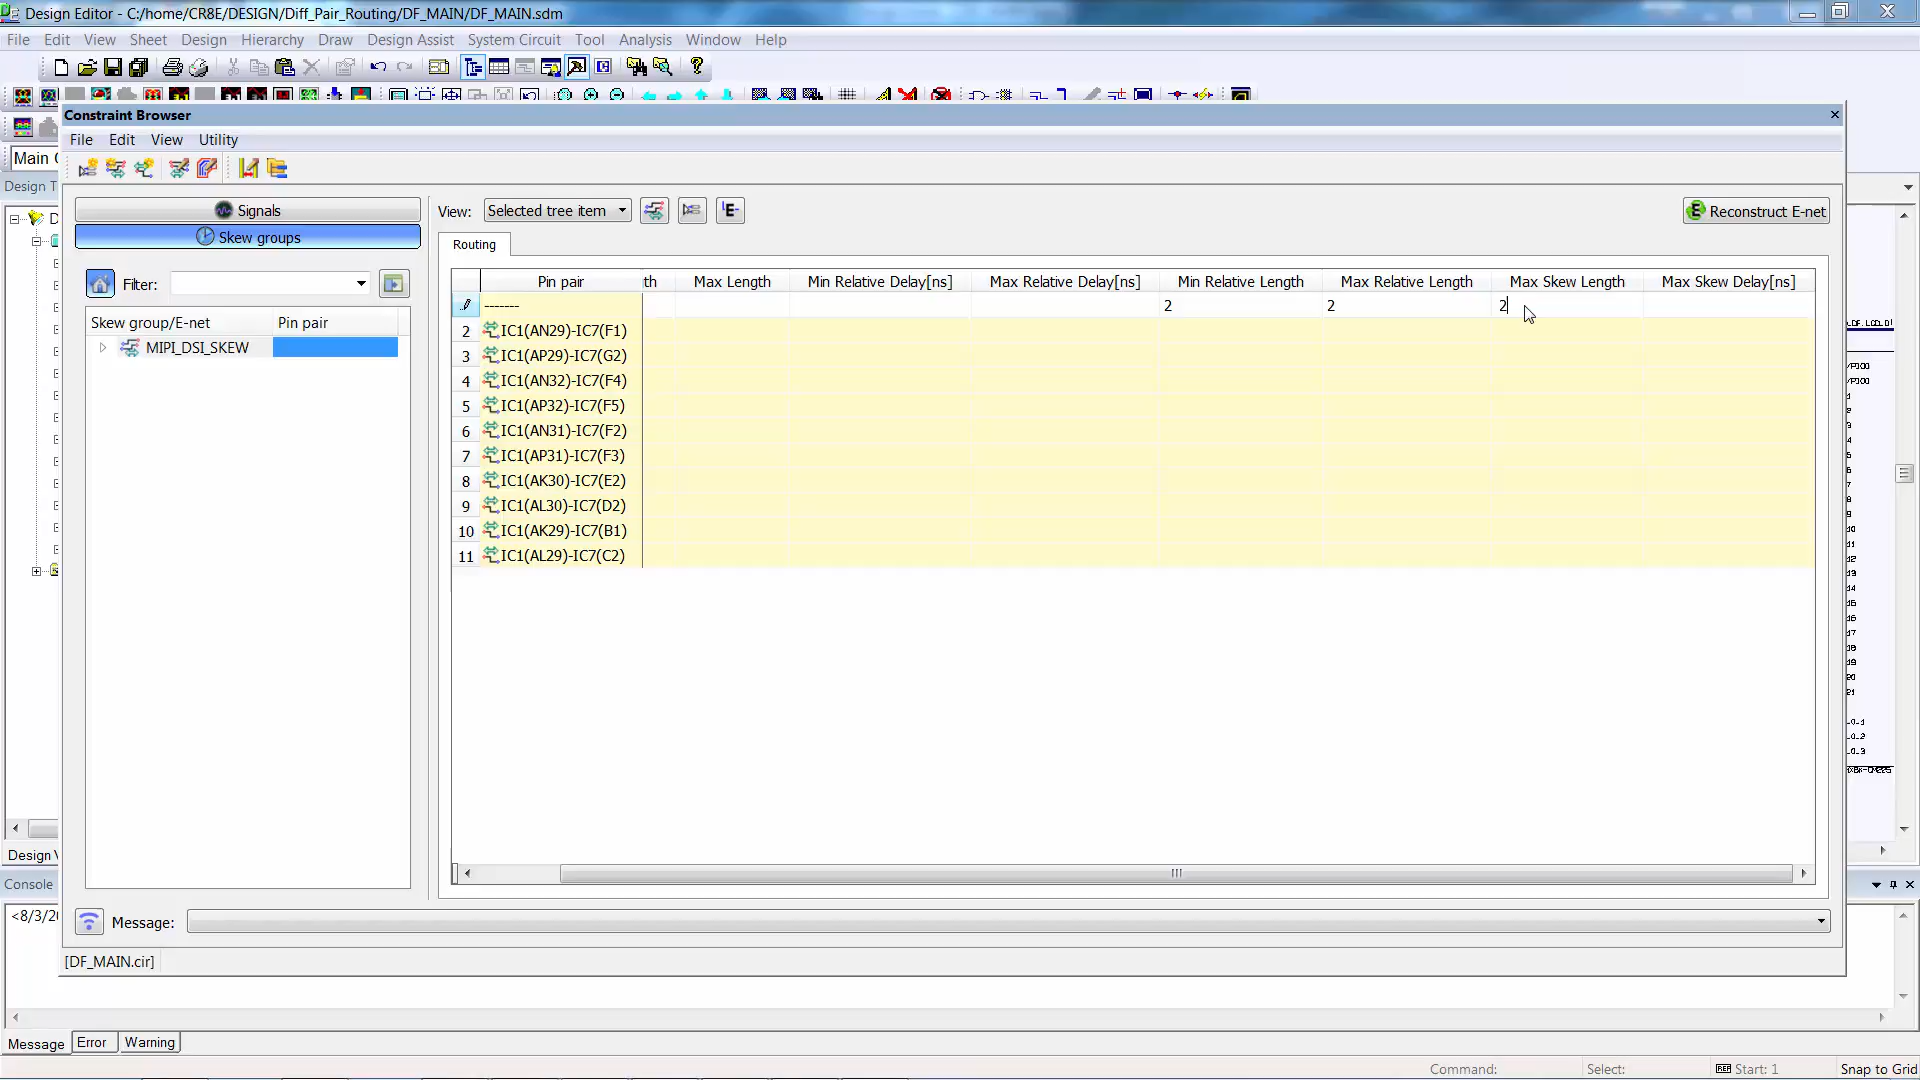 Design Editor - C:/home/CR8E/DESIGN/Diff_Pair_Routing/DF_MAIN/DF_MAIN.sdm
File Edit View Sheet Design Hierarchy Draw Design Assist System Circuit Tool Analysis Window Help
Constraint Browser
File Edit View Utility
Main
Design T
Signals
Skew groups
View: Selected tree item
Reconstruct E-net
Routing
Filter:
Skew group/E-net Pin pair
MIPI_DSI_SKEW
Pin pair th Max Length Min Relative Delay[ns] Max Relative Delay[ns] Min Relative Length Max Relative Length Max Skew Length Max Skew Delay[ns]
------- 2 2 2
2 IC1(AN29)-IC7(F1)
3 IC1(AP29)-IC7(G2)
4 IC1(AN32)-IC7(F4)
5 IC1(AP32)-IC7(F5)
6 IC1(AN31)-IC7(F2)
7 IC1(AP31)-IC7(F3)
8 IC1(AK30)-IC7(E2)
9 IC1(AL30)-IC7(D2)
10 IC1(AK29)-IC7(B1)
11 IC1(AL29)-IC7(C2)
Design V
Console
<8/3/20
Message:
[DF_MAIN.cir]
Message Error Warning
Command: Select: REF Start: 1 Snap to Grid